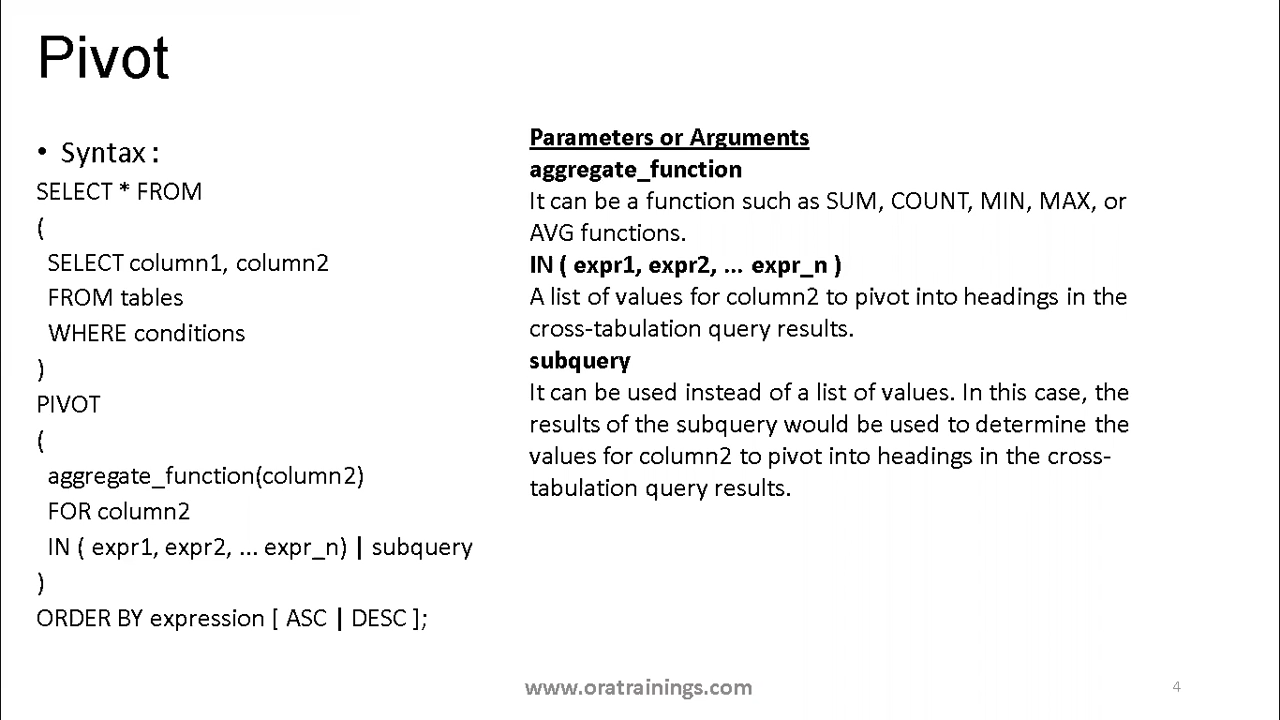 Pivot
• Syntax:
SELECT * FROM
(
SELECT column1, column2
FROM tables
WHERE conditions
)
PIVOT
(
aggregate_function(column2)
FOR column2
IN ( expr1, expr2, ... expr_n) | subquery
)
ORDER BY expression [ ASC | DESC ];
Parameters or Arguments
aggregate_function
It can be a function such as SUM, COUNT, MIN, MAX, or
AVG functions.
IN ( expr1, expr2, ... expr_n )
A list of values for column2 to pivot into headings in the
cross-tabulation query results.
subquery
It can be used instead of a list of values. In this case, the
results of the subquery would be used to determine the
values for column2 to pivot into headings in the cross-
tabulation query results.
www.oratrainings.com
4